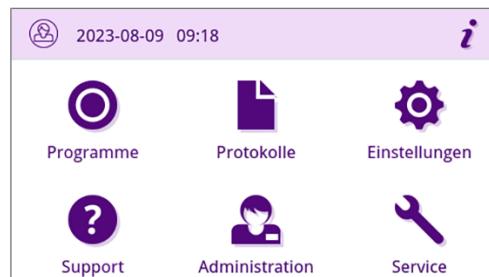 2023-08-09 09:18 i
Programme Protokolle Einstellungen
? 
Support Administration Service